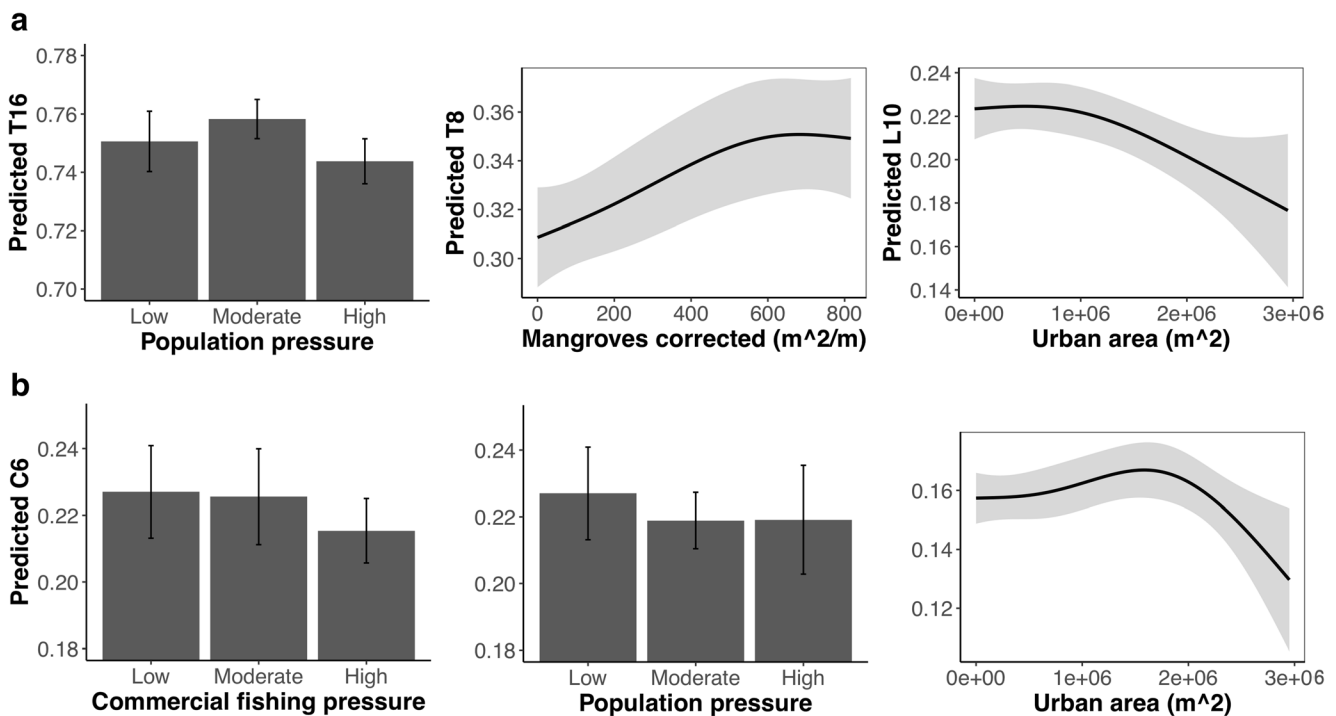 a
Predicted T16
0.78
0.76
0.74
0.72
0.70
Low Moderate High
Population pressure
Predicted T8
0.36
0.34
0.32
0.30
0 200 400 600 800
Mangroves corrected (m^2/m)
Predicted L10
0.24
0.22
0.20
0.18
0.16
0.14
0e+00 1e+06 2e+06 3e+06
Urban area (m^2)
b
Predicted C6
0.24
0.22
0.20
0.18
Low Moderate High
Commercial fishing pressure
0.24
0.22
0.20
0.18
Low Moderate High
Population pressure
0.16
0.14
0.12
0e+00 1e+06 2e+06 3e+06
Urban area (m^2)